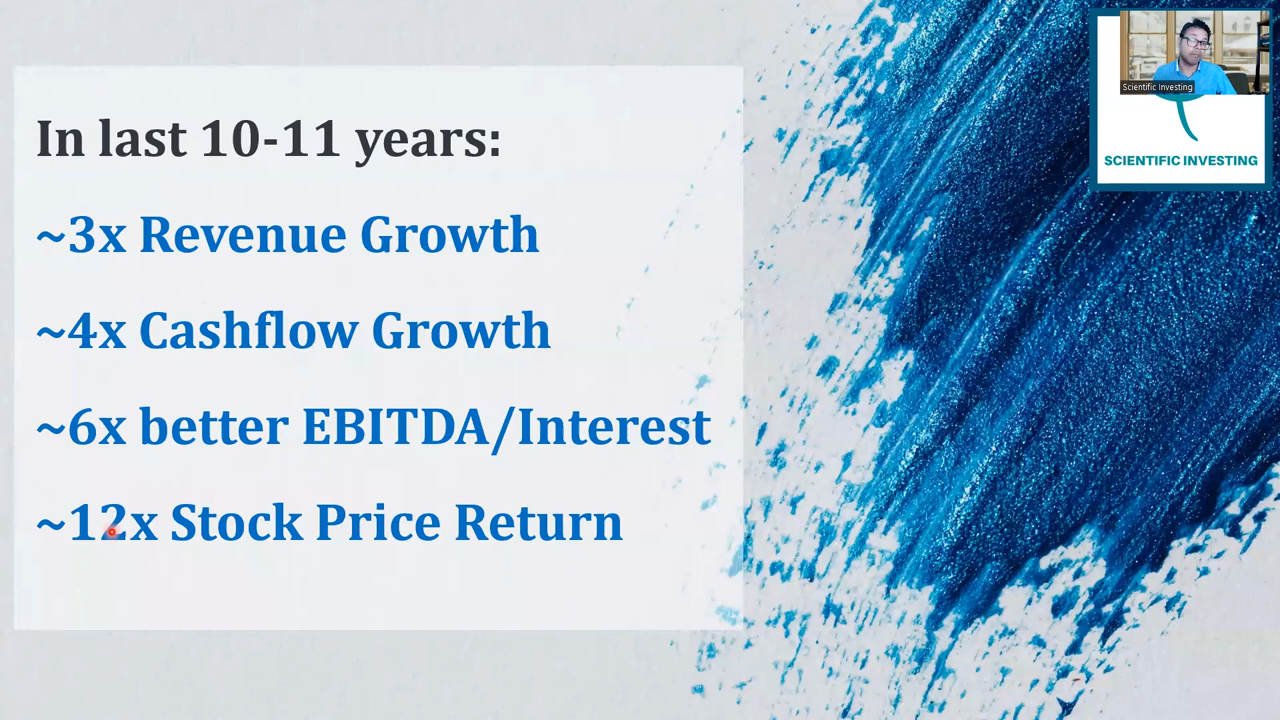 In last 10-11 years:
~3x Revenue Growth
~4x Cashflow Growth
~6x better EBITDA/Interest
~12x Stock Price Return
Scientific Investing
SCIENTIFIC INVESTING